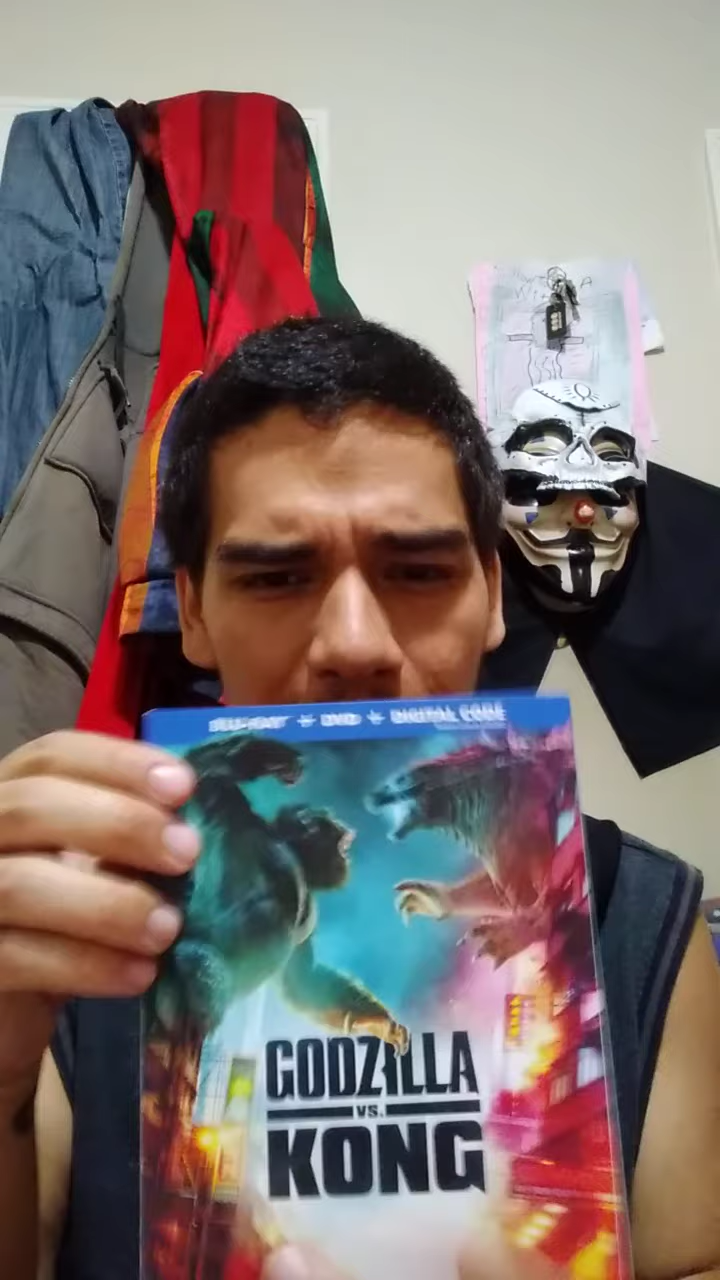 BLU-RAY + DVD + DIGITAL CODE
GODZILLA
VS.
KONG